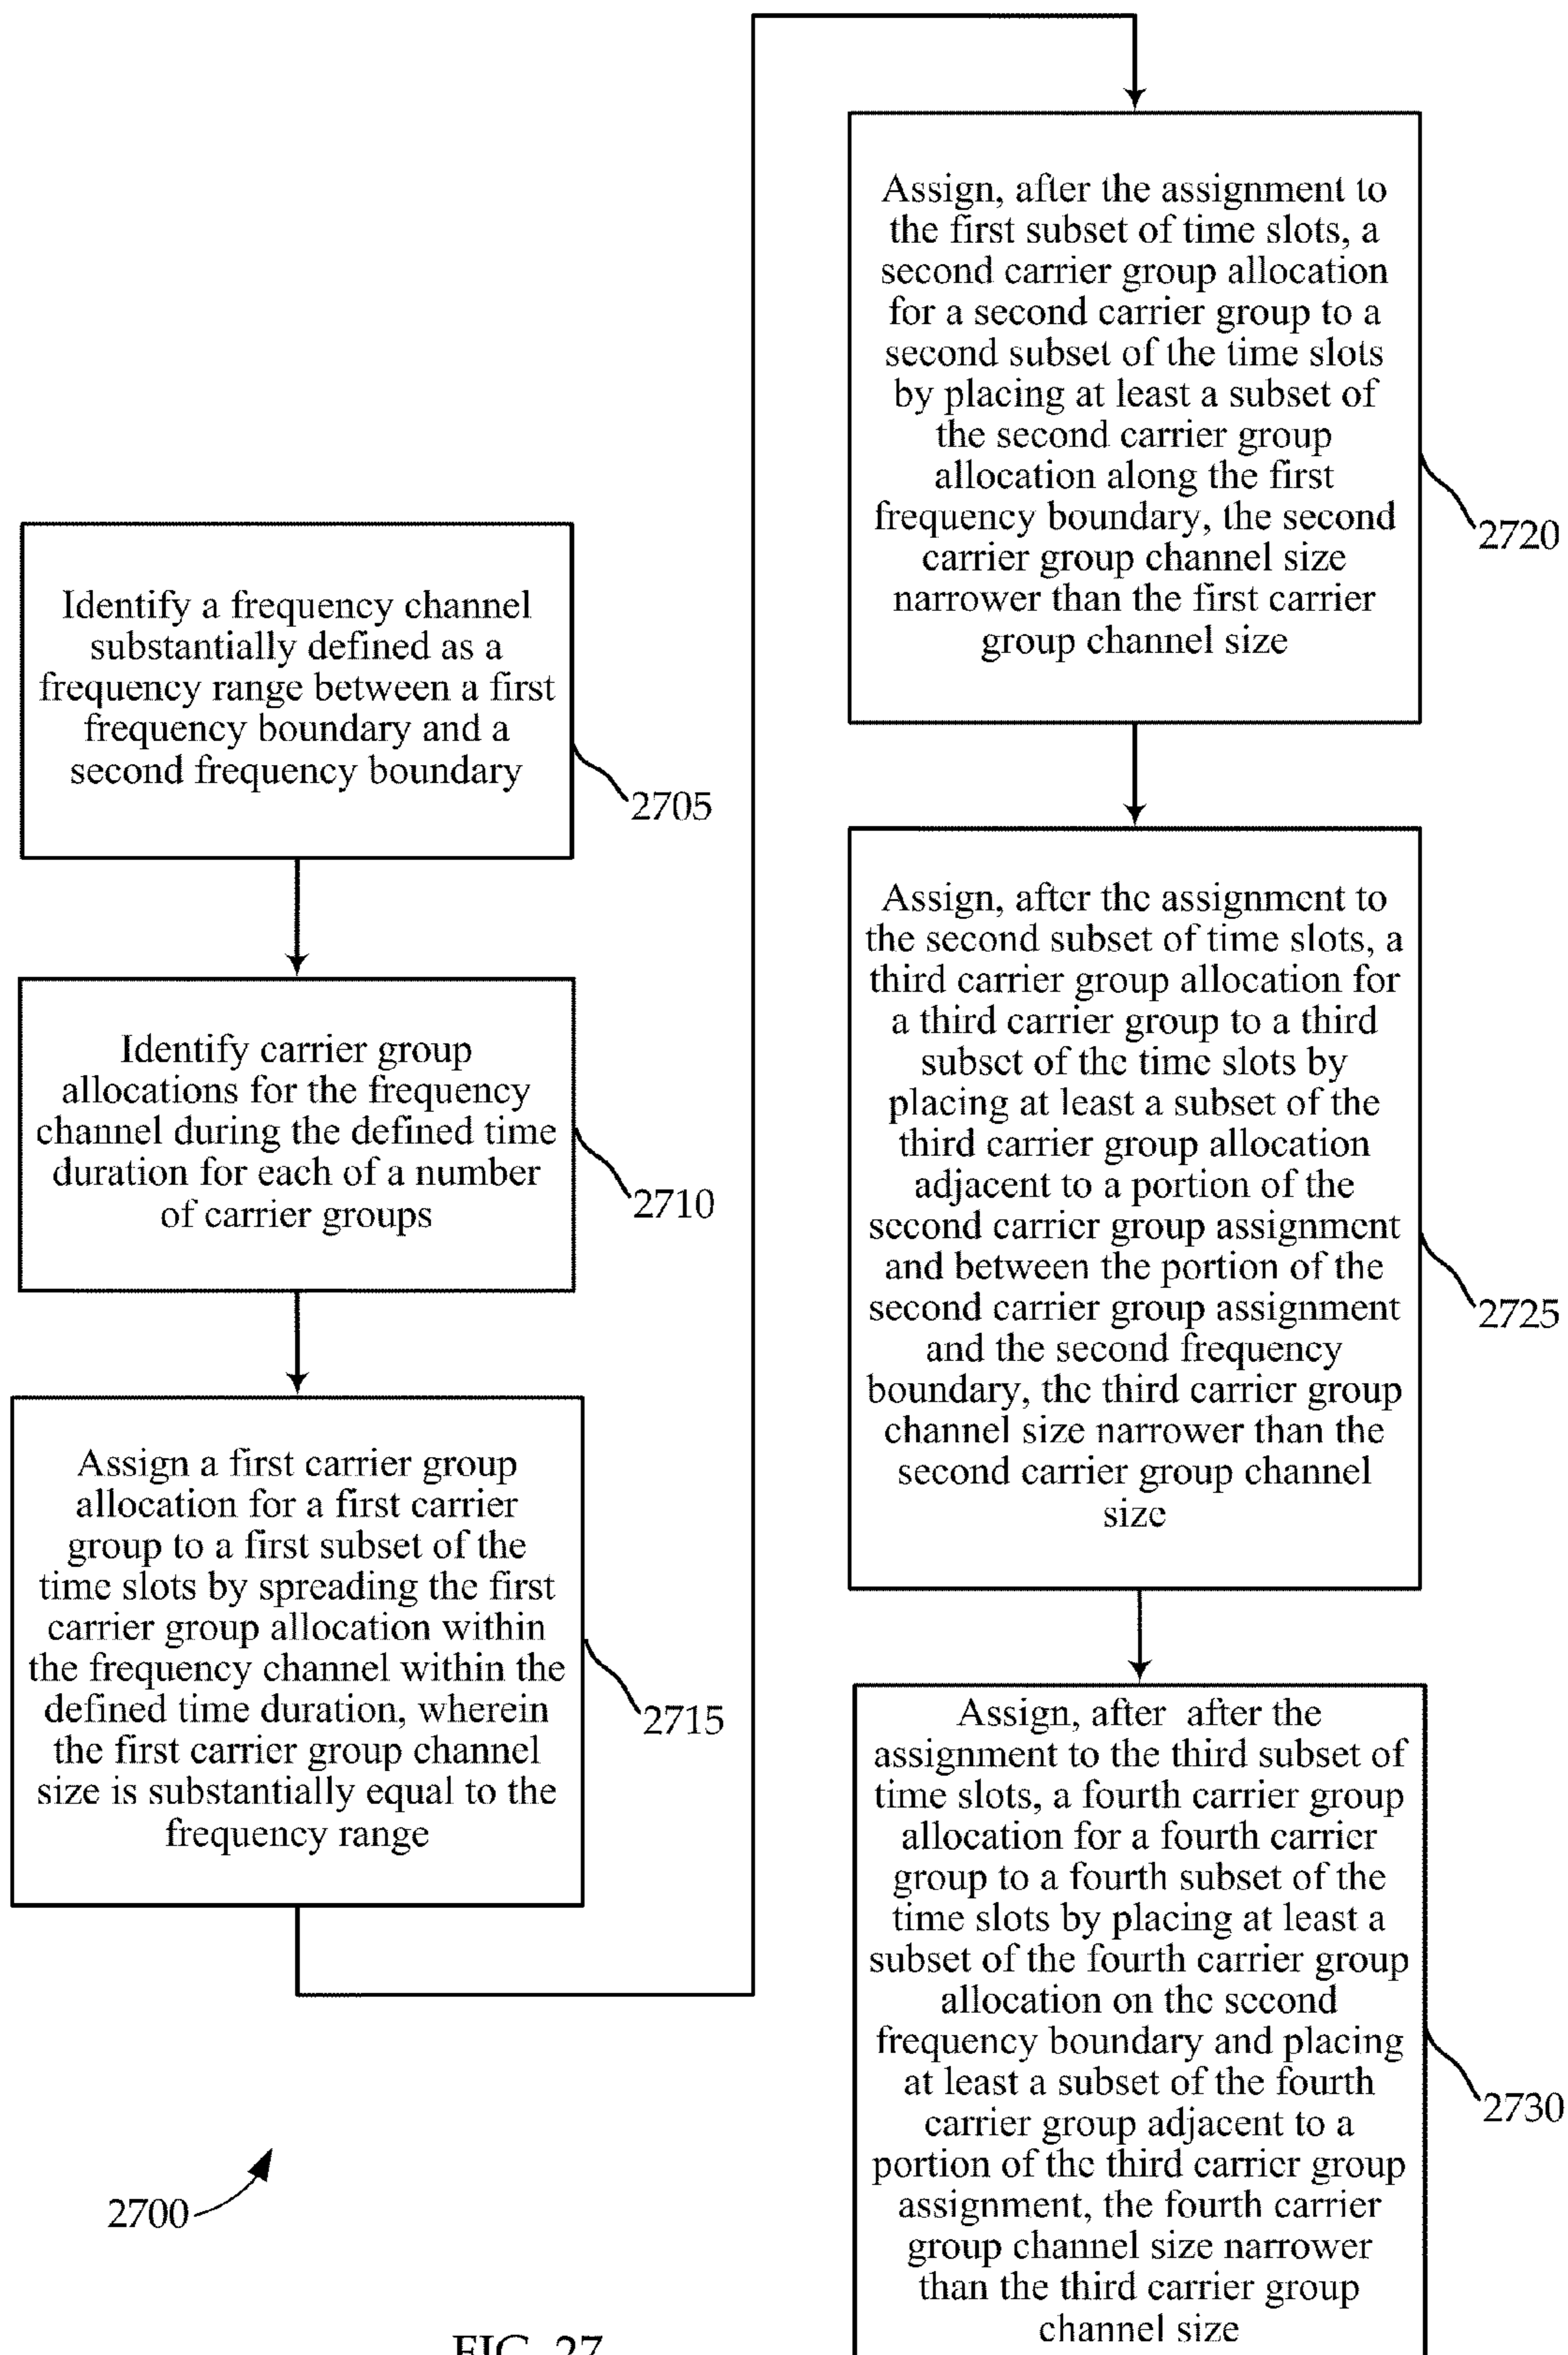 Identify a frequency channel
substantially defined as a
frequency range between a first
frequency boundary and a
second frequency boundary
2705
Identify carrier group
allocations for the frequency
channel during the defined time
duration for each of a number
of carrier groups
2710
Assign a first carrier group
allocation for a first carrier
group to a first subset of the
time slots by spreading the first
carrier group allocation within
the frequency channel within the
defined time duration, wherein
the first carrier group channel
size is substantially equal to the
frequency range
2715
Assign, after the assignment to
the first subset of time slots, a
second carrier group allocation
for a second carrier group to a
second subset of the time slots
by placing at least a subset of
the second carrier group
allocation along the first
frequency boundary, the second
carrier group channel size
narrower than the first carrier
group channel size
2720
Assign, after the assignment to
the second subset of time slots, a
third carrier group allocation for
a third carrier group to a third
subset of the time slots by
placing at least a subset of the
third carrier group allocation
adjacent to a portion of the
second carrier group assignment
and between the portion of the
second carrier group assignment
and the second frequency
boundary, the third carrier group
channel size narrower than the
second carrier group channel
size
2725
Assign, after after the
assignment to the third subset of
time slots, a fourth carrier group
allocation for a fourth carrier
group to a fourth subset of the
time slots by placing at least a
subset of the fourth carrier group
allocation on the second
frequency boundary and placing
at least a subset of the fourth
carrier group adjacent to a
portion of the third carrier group
assignment, the fourth carrier
group channel size narrower
than the third carrier group
channel size
2730
2700
FIG. 27